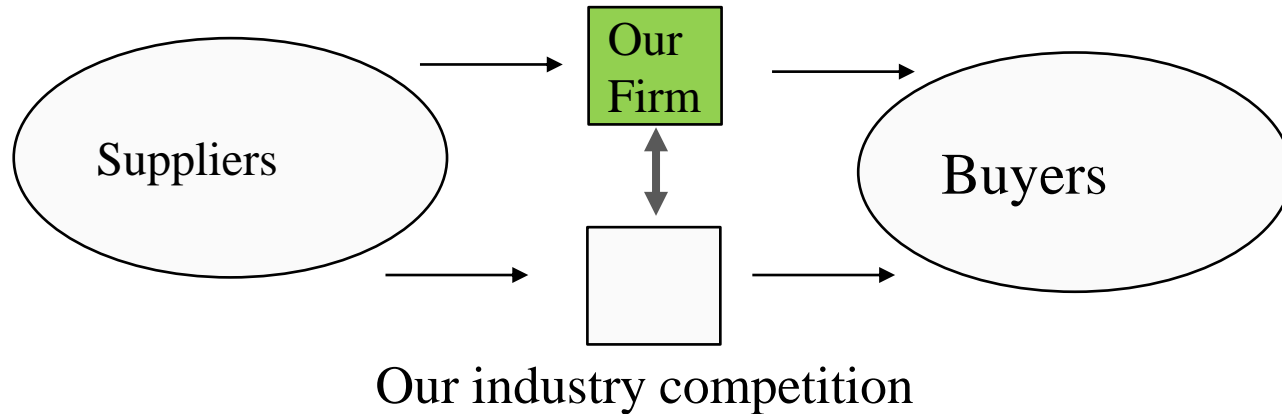 Our
Firm
Suppliers
Buyers
Our industry competition